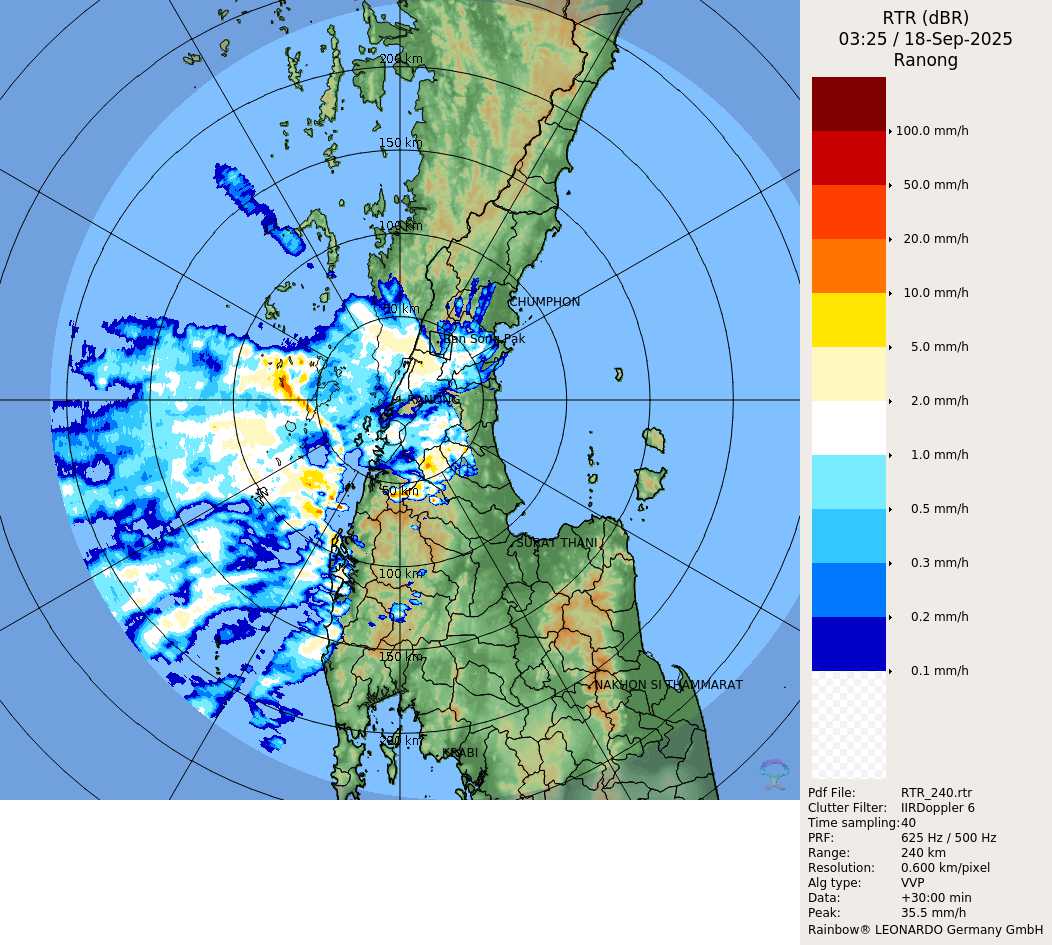 RTR (dBR)
03:25 / 18-Sep-2025
Ranong
100.0 mm/h
50.0 mm/h
20.0 mm/h
10.0 mm/h
5.0 mm/h
2.0 mm/h
1.0 mm/h
0.5 mm/h
0.3 mm/h
0.2 mm/h
0.1 mm/h
200 km
150 km
100 km
50 km
CHUMPHON
Ban Song Pak
RANONG
50 km
SURAT THANI
100 km
150 km
NAKHON SI THAMMARAT
200 km
KRABI
Pdf File: RTR_240.rtr
Clutter Filter: IIRDoppler 6
Time sampling: 40
PRF: 625 Hz / 500 Hz
Range: 240 km
Resolution: 0.600 km/pixel
Alg type: VVP
Data: +30:00 min
Peak: 35.5 mm/h
Rainbow® LEONARDO Germany GmbH